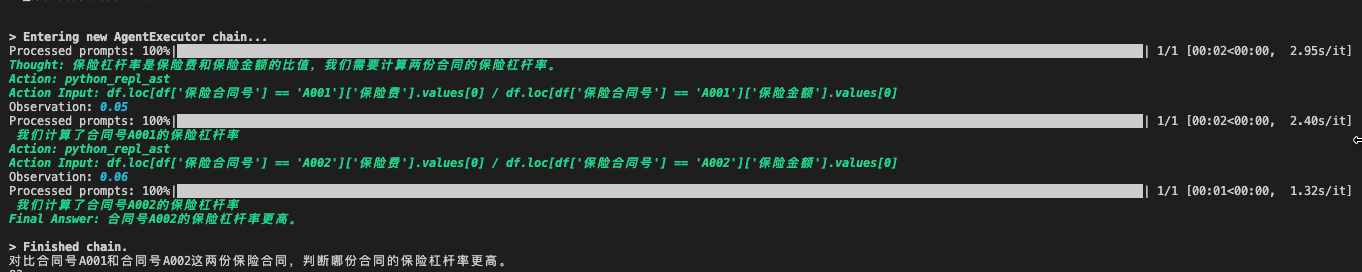 > Entering new AgentExecutor chain...
Processed prompts: 100%| | 1/1 [00:02<00:00, 2.95s/it]
Thought: 保险杠杆率是保险费和保险金额的比值，我们需要计算两份合同的保险杠杆率。
Action: python_repl_ast
Action Input: df.loc[df['保险合同号'] == 'A001']['保险费'].values[0] / df.loc[df['保险合同号'] == 'A001']['保险金额'].values[0]
Observation: 0.05
Processed prompts: 100%| | 1/1 [00:02<00:00, 2.40s/it]
我们计算了合同号A001的保险杠杆率
Action: python_repl_ast
Action Input: df.loc[df['保险合同号'] == 'A002']['保险费'].values[0] / df.loc[df['保险合同号'] == 'A002']['保险金额'].values[0]
Observation: 0.06
Processed prompts: 100%| | 1/1 [00:01<00:00, 1.32s/it]
我们计算了合同号A002的保险杠杆率
Final Answer: 合同号A002的保险杠杆率更高。
> Finished chain.
对比合同号A001和合同号A002这两份保险合同，判断哪份合同的保险杠杆率更高。